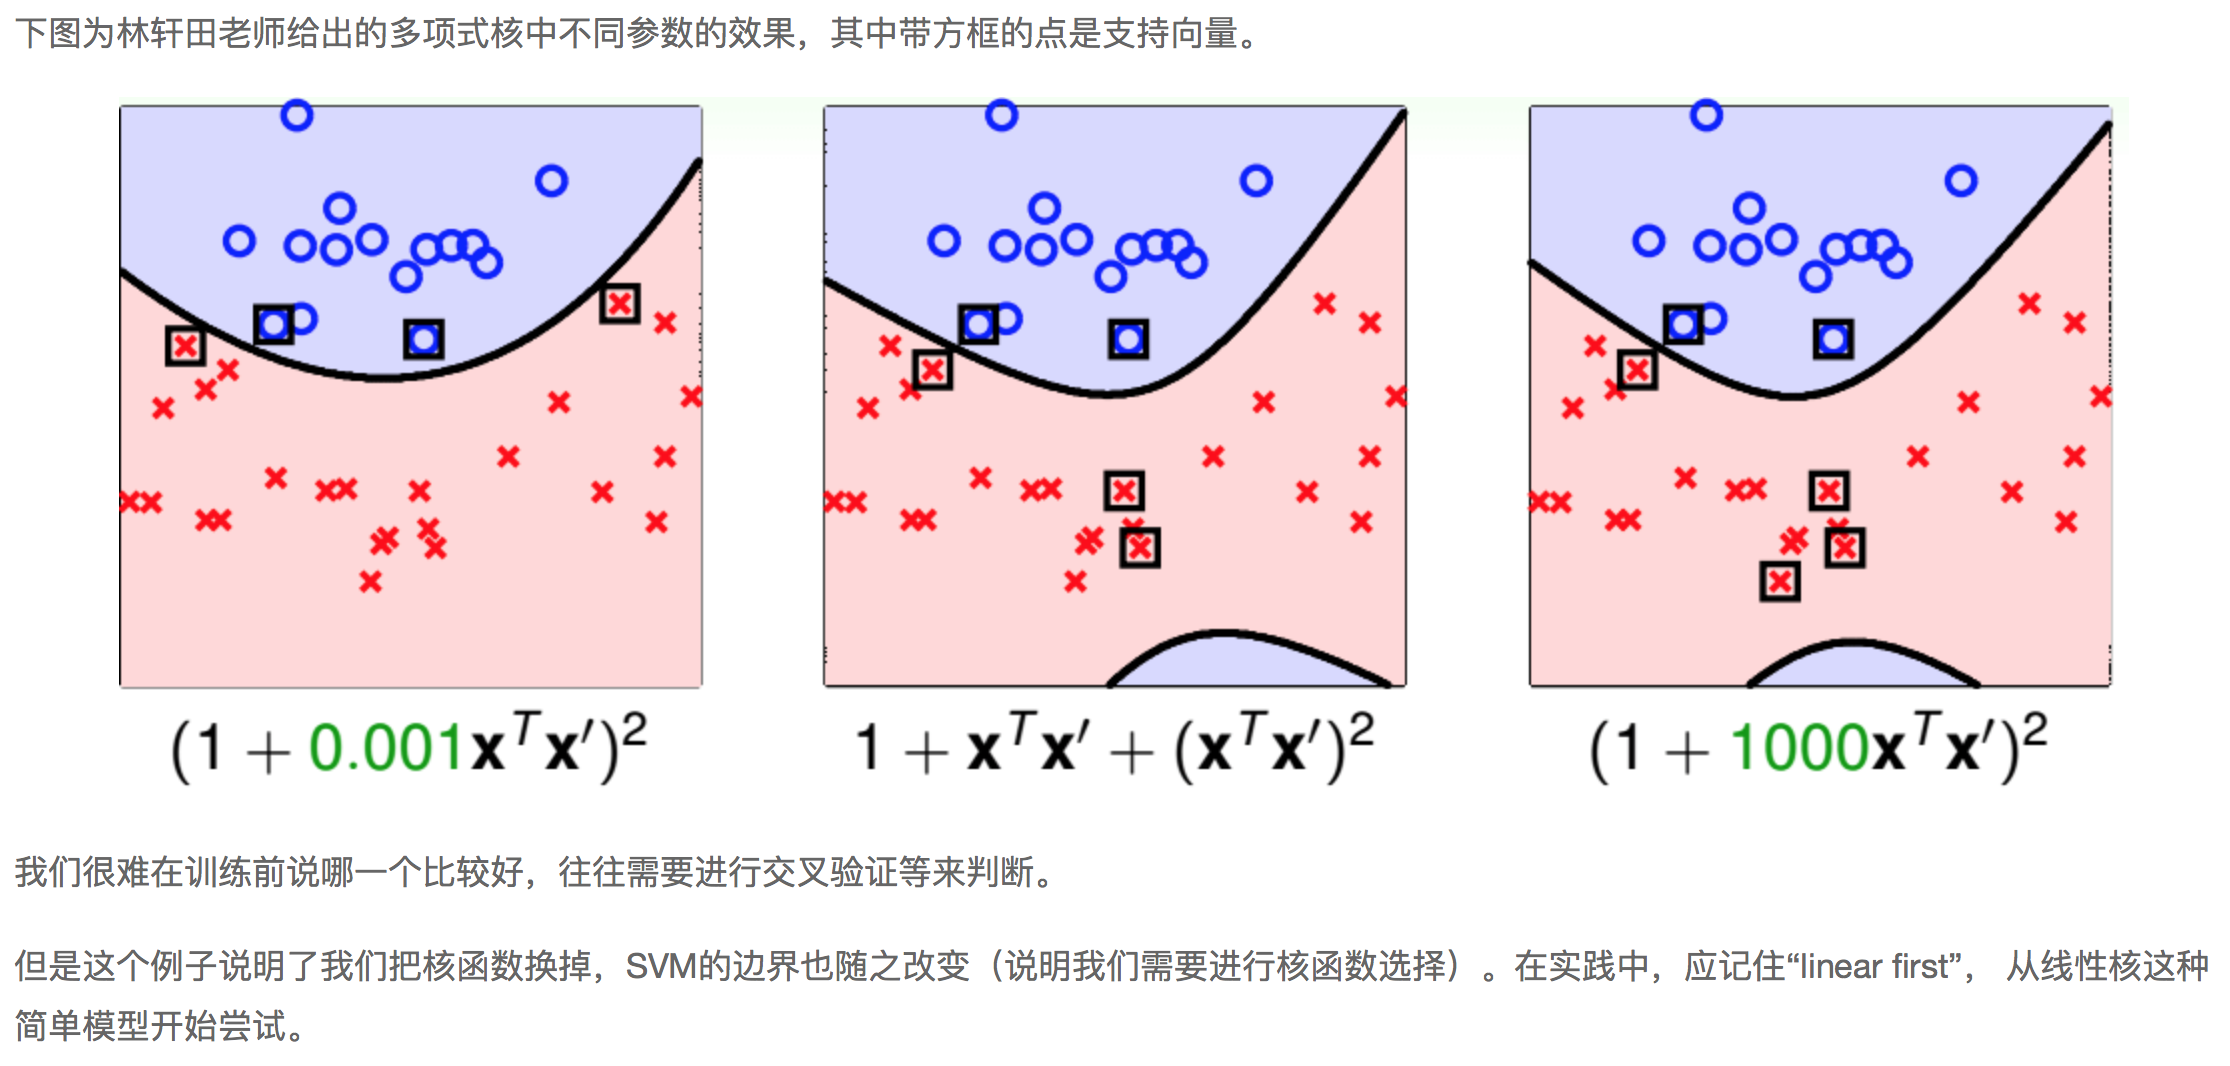 下图为林轩田老师给出的多项式核中不同参数的效果，其中带方框的点是支持向量。
(1 + 0.001x^T x′)^2
1 + x^T x′ + (x^T x′)^2
(1 + 1000x^T x′)^2
我们很难在训练前说哪一个比较好，往往需要进行交叉验证等来判断。
但是这个例子说明了我们把核函数换掉，SVM的边界也随之改变（说明我们需要进行核函数选择）。在实践中，应记住“linear first”， 从线性核这种
简单模型开始尝试。